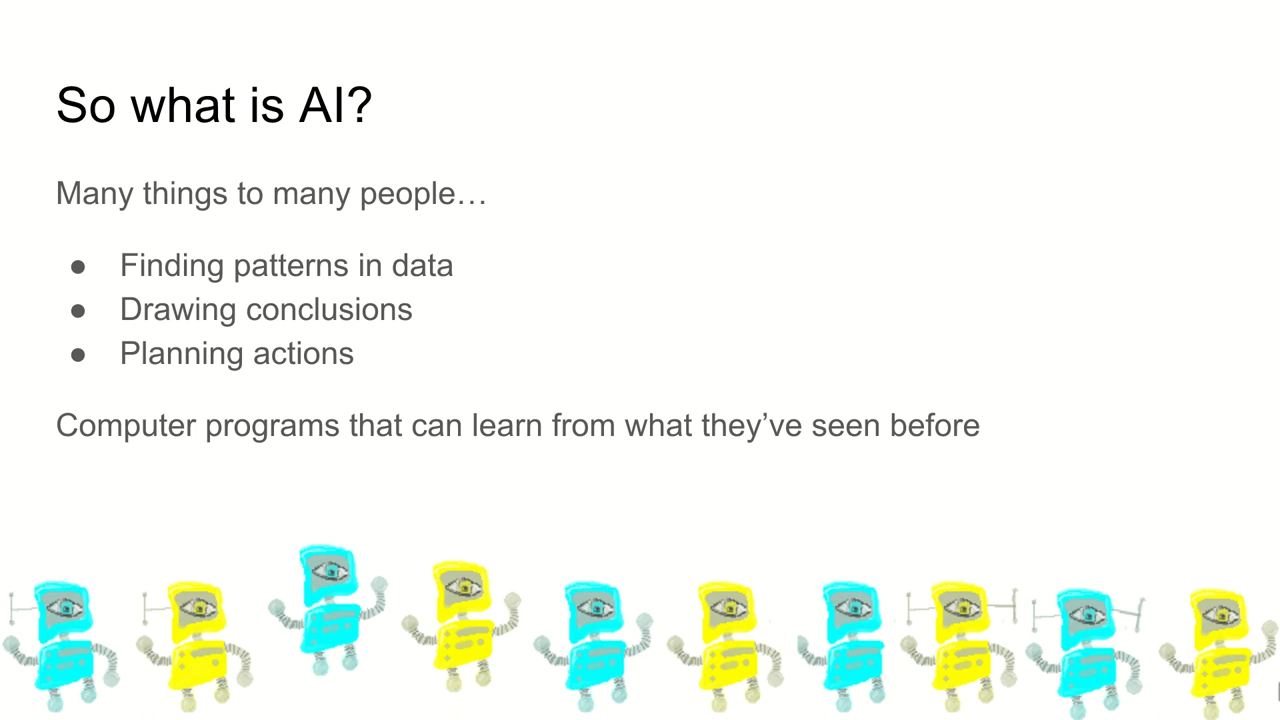 So what is AI?
Many things to many people…
● Finding patterns in data
● Drawing conclusions
● Planning actions
Computer programs that can learn from what they’ve seen before